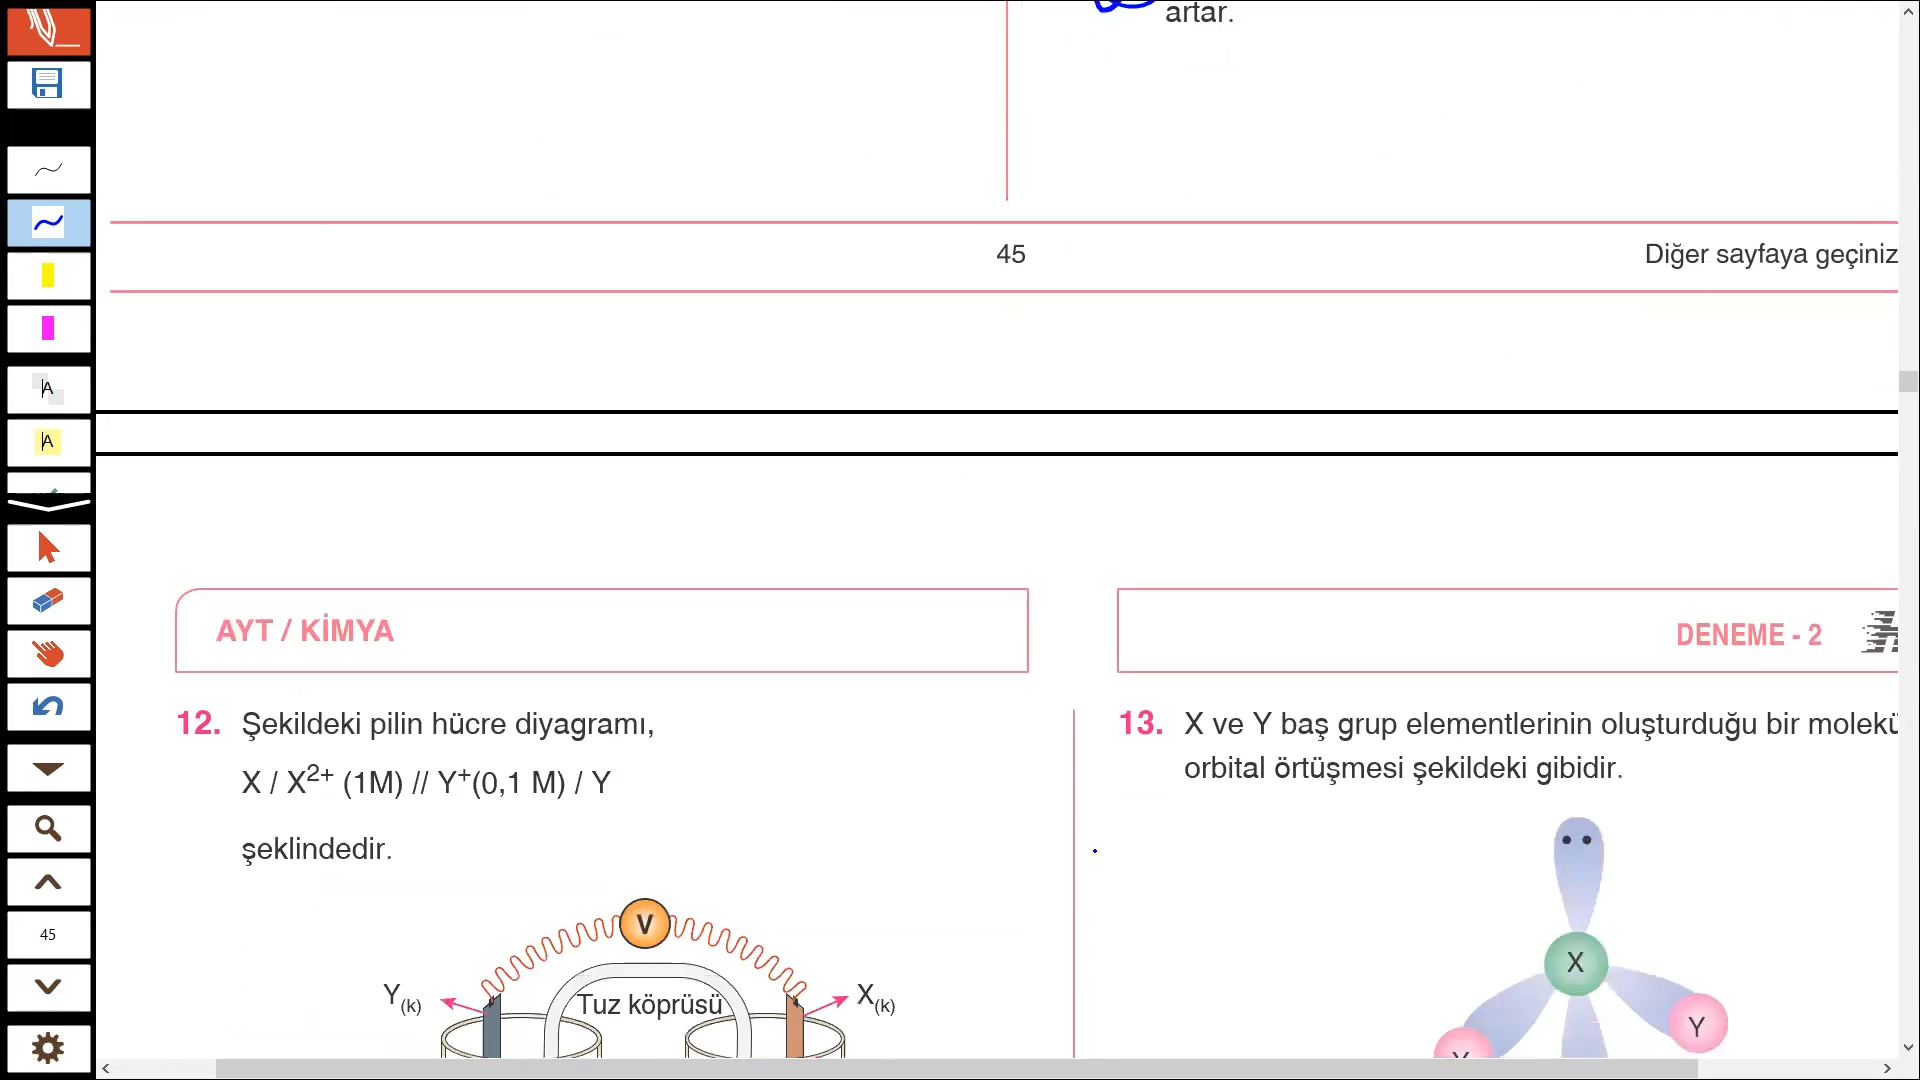 artar.
45
Diğer sayfaya geçiniz
AYT / KİMYA
DENEME - 2
12. Şekildeki pilin hücre diyagramı,
X / X2+ (1M) // Y+(0,1 M) / Y
şeklindedir.
V
Y(k)
Tuz köprüsü
X(k)
13. X ve Y baş grup elementlerinin oluşturduğu bir molekü
orbital örtüşmesi şekildeki gibidir.
X
Y
Y
A
A
45